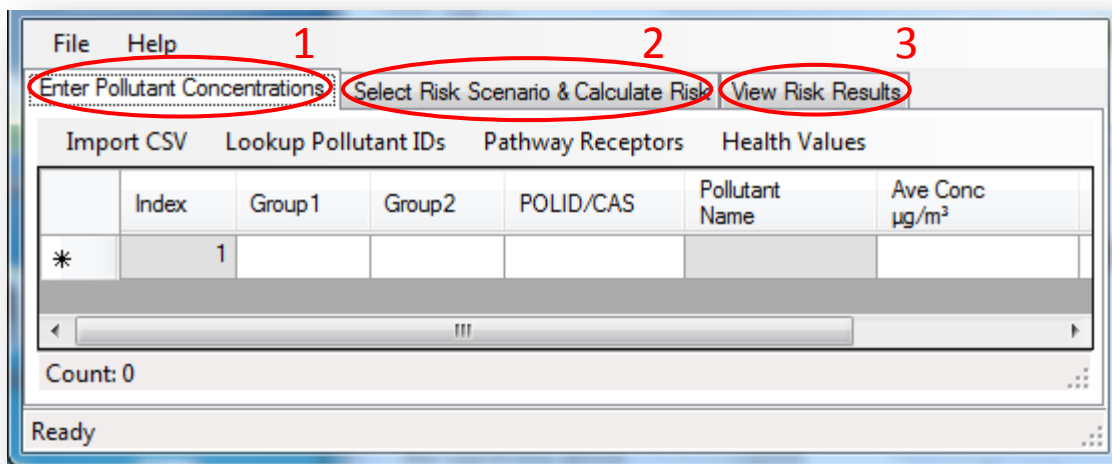 File Help 1 2 3
Enter Pollutant Concentrations Select Risk Scenario & Calculate Risk View Risk Results
Import CSV Lookup Pollutant IDs Pathway Receptors Health Values
Index Group1 Group2 POLID/CAS Pollutant Name Ave Conc µg/m³
* 1
Count: 0
Ready